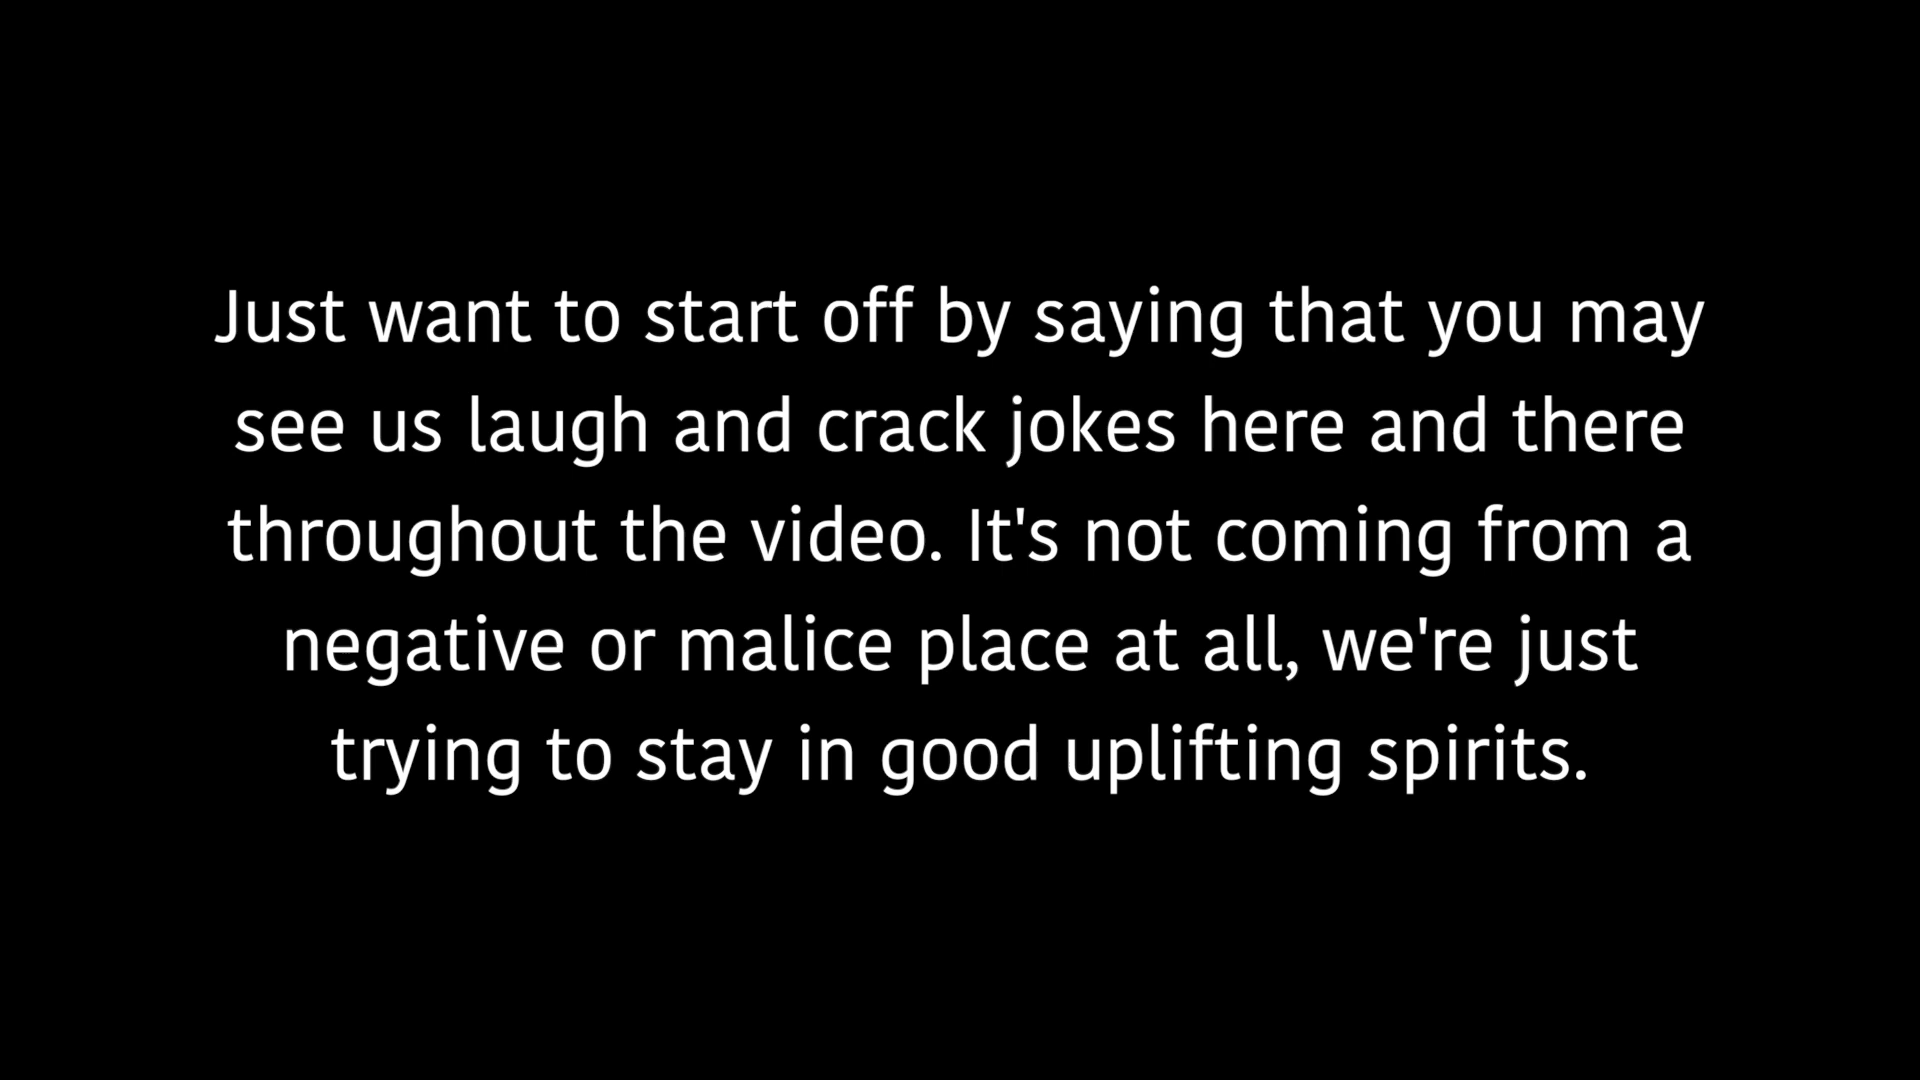 Just want to start off by saying that you may
see us laugh and crack jokes here and there
throughout the video. It's not coming from a
negative or malice place at all, we're just
trying to stay in good uplifting spirits.